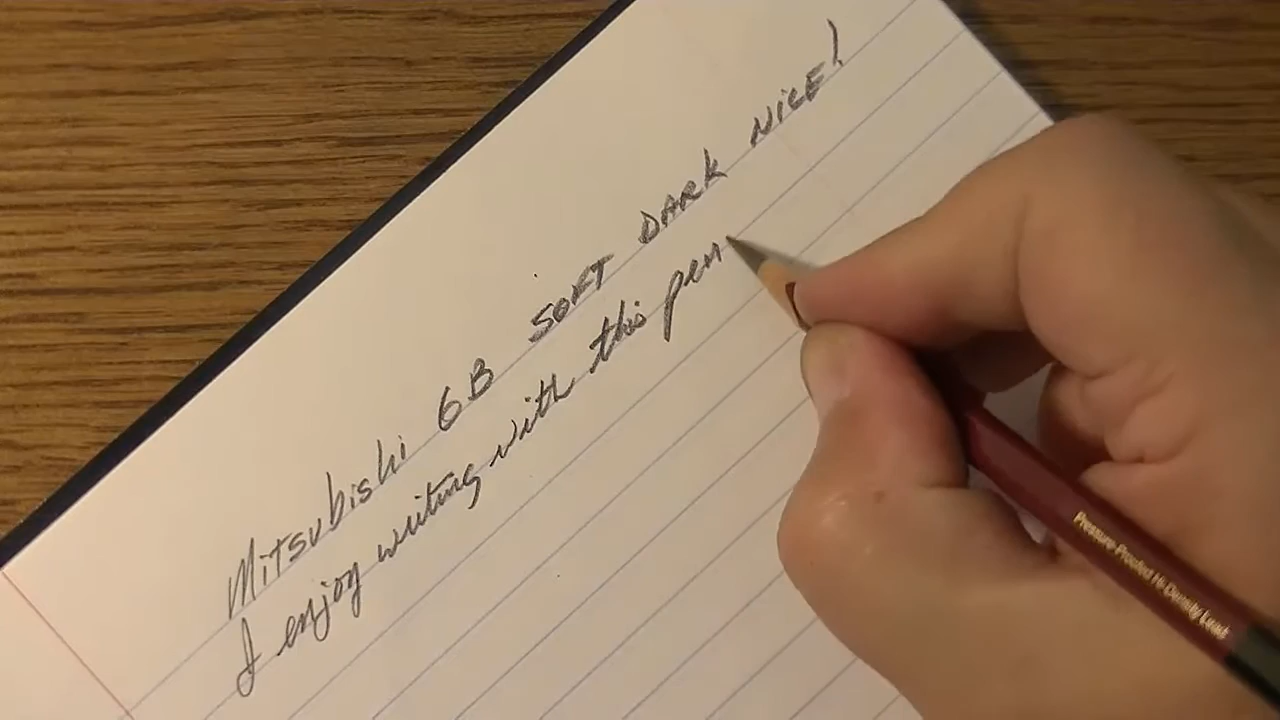 Mitsubishi 6B SOFT DARK NICE!
I enjoy writing with this pen
Pressure-Proofed Hi-Density Lead